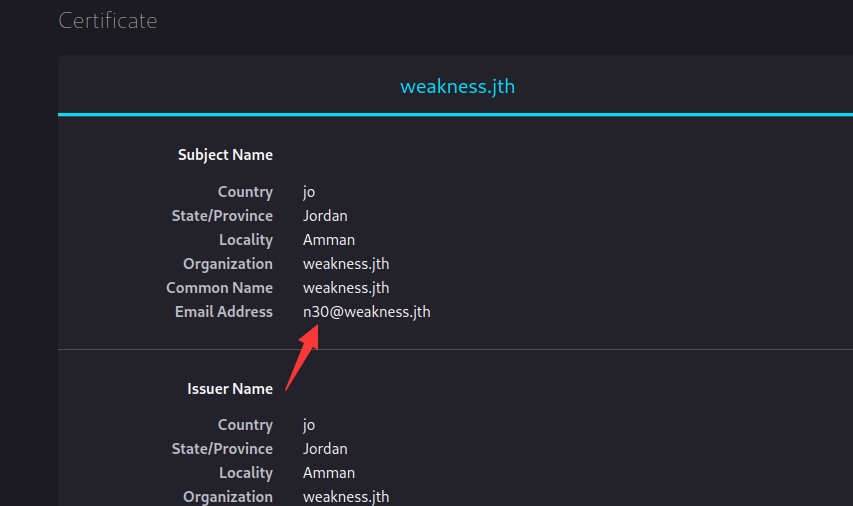 Certificate
weakness.jth
Subject Name
Country jo
State/Province Jordan
Locality Amman
Organization weakness.jth
Common Name weakness.jth
Email Address n30@weakness.jth
Issuer Name
Country jo
State/Province Jordan
Locality Amman
Organization weakness.jth